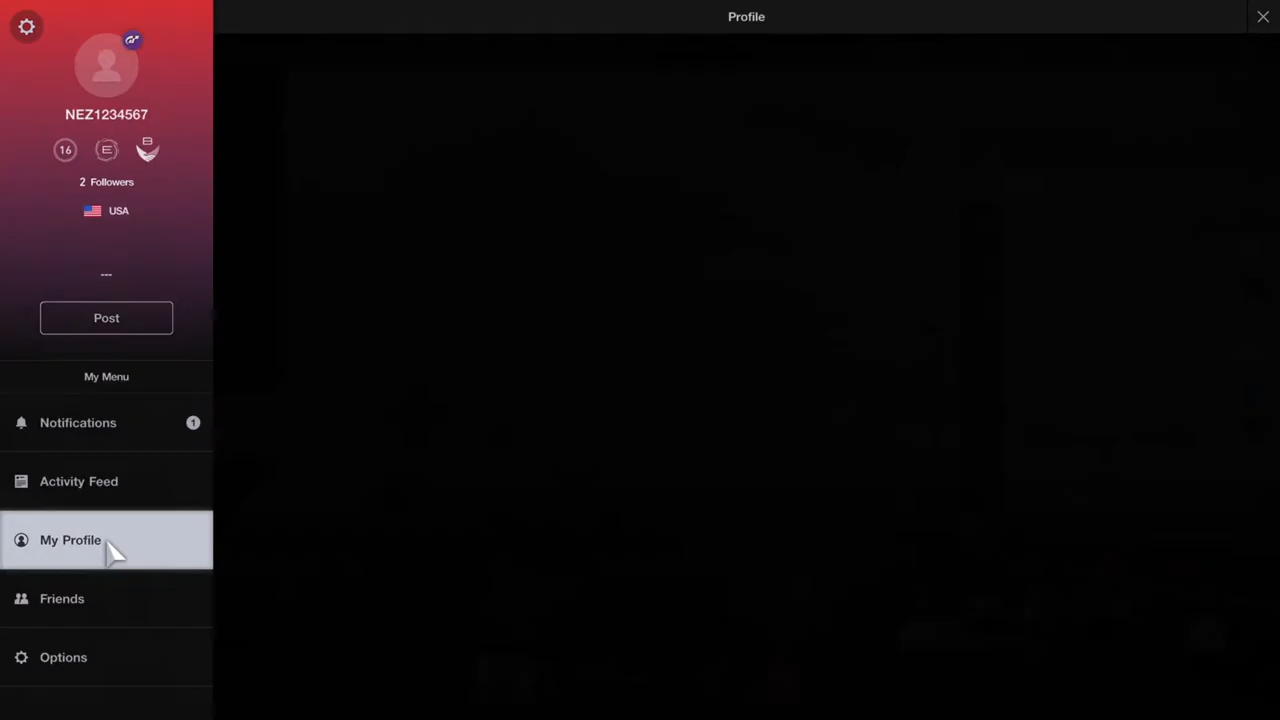 Profile
NEZ1234567
16 E B
2 Followers
USA
---
Post
My Menu
Notifications 1
Activity Feed
My Profile
Friends
Options